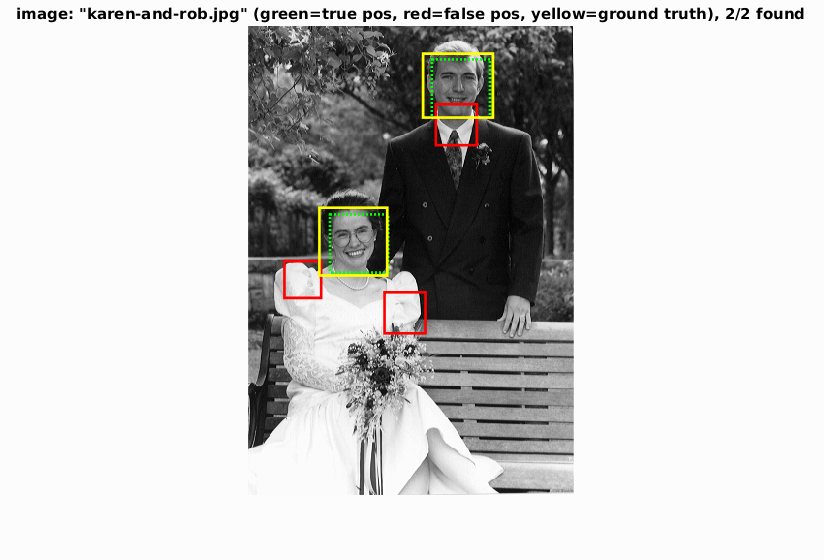 image: "karen-and-rob.jpg" (green=true pos, red=false pos, yellow=ground truth), 2/2 found